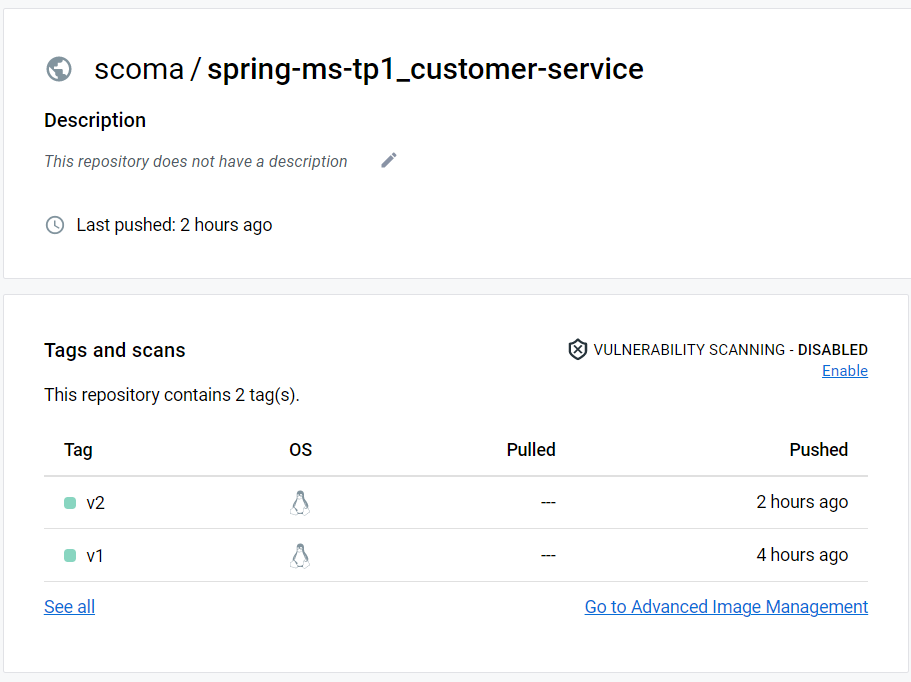 scoma / spring-ms-tp1_customer-service
Description
This repository does not have a description
Last pushed: 2 hours ago
Tags and scans
VULNERABILITY SCANNING - DISABLED
Enable
This repository contains 2 tag(s).
Tag OS Pulled Pushed
v2 --- 2 hours ago
v1 --- 4 hours ago
See all Go to Advanced Image Management